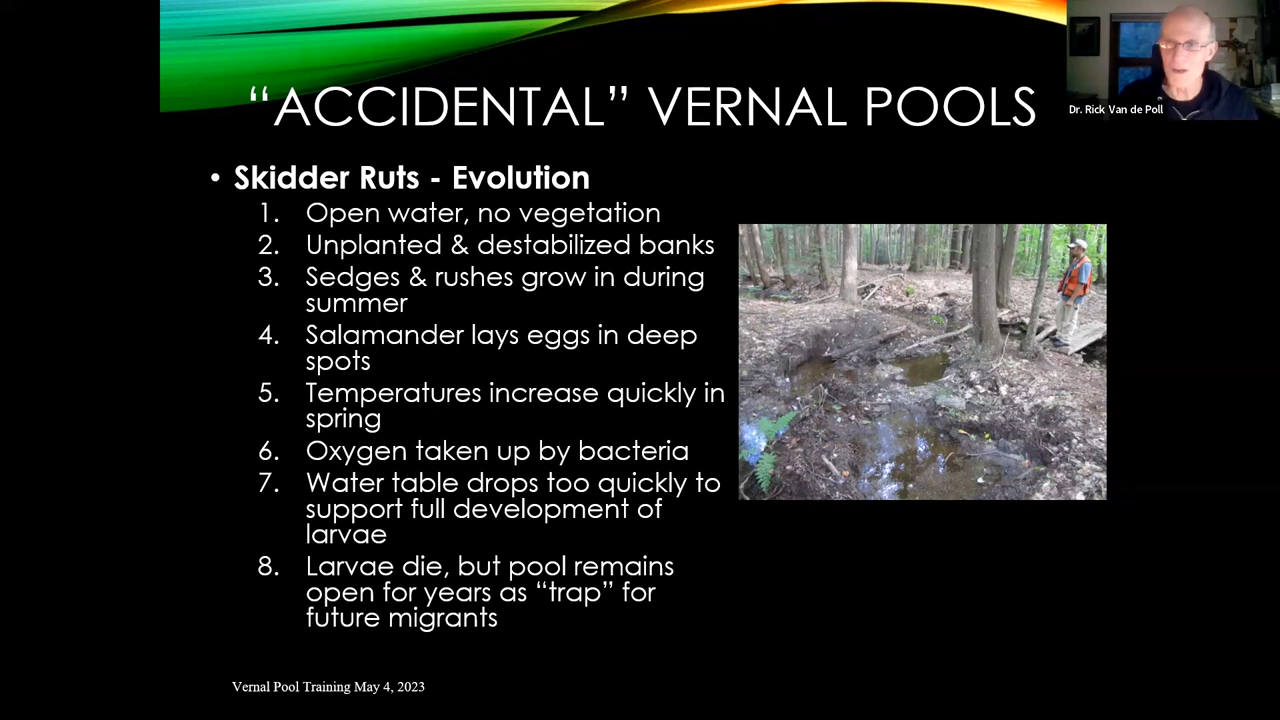 “ACCIDENTAL” VERNAL POOLS
Dr. Rick Van de Poll
• Skidder Ruts - Evolution
1. Open water, no vegetation
2. Unplanted & destabilized banks
3. Sedges & rushes grow in during
summer
4. Salamander lays eggs in deep
spots
5. Temperatures increase quickly in
spring
6. Oxygen taken up by bacteria
7. Water table drops too quickly to
support full development of
larvae
8. Larvae die, but pool remains
open for years as “trap” for
future migrants
Vernal Pool Training May 4, 2023